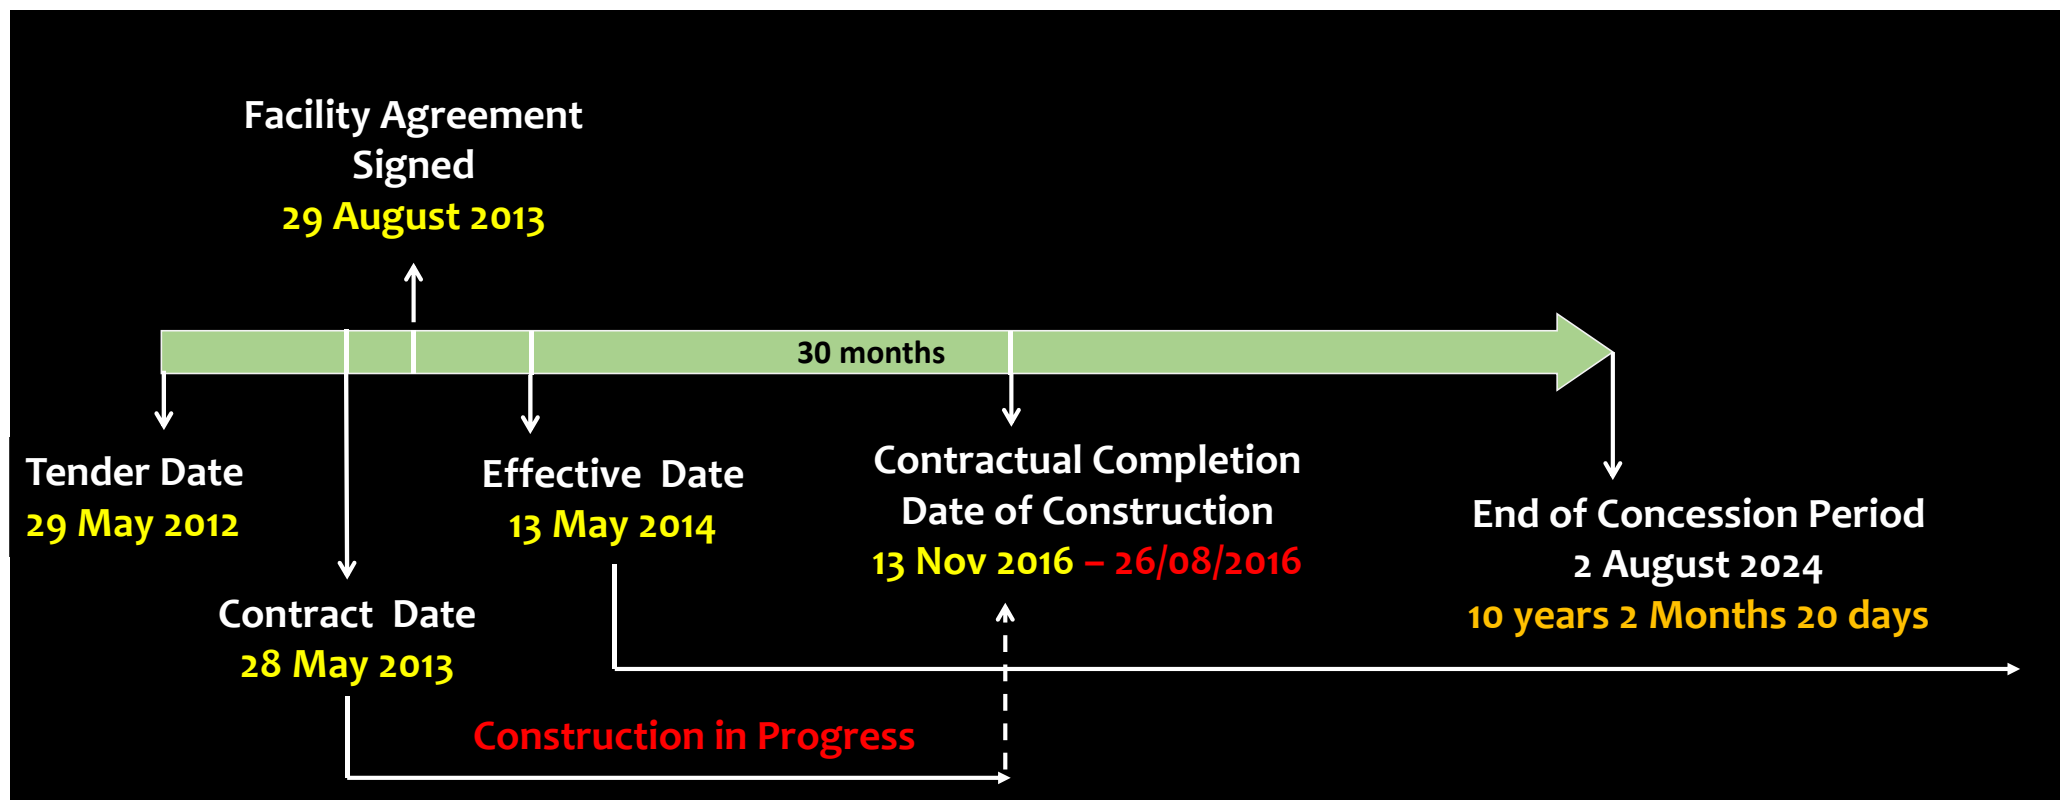 Facility Agreement
Signed
29 August 2013
30 months
Tender Date
29 May 2012
Contract Date
28 May 2013
Effective Date
13 May 2014
Contractual Completion
Date of Construction
13 Nov 2016 – 26/08/2016
End of Concession Period
2 August 2024
10 years 2 Months 20 days
Construction in Progress